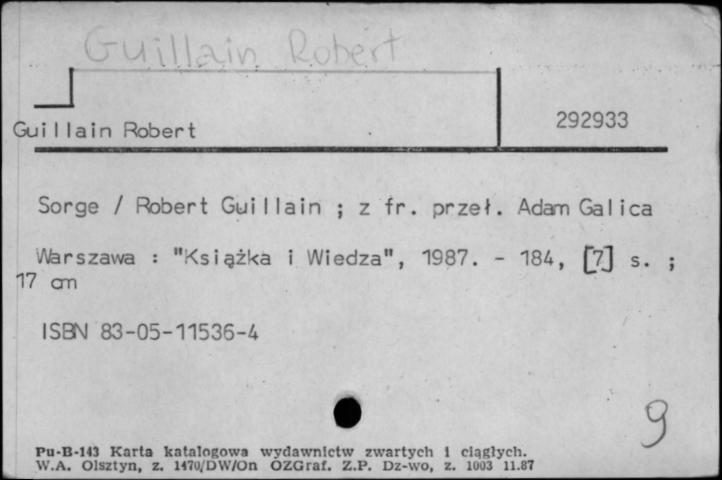 Guillain Robert
Guillain Robert
292933
Sorge / Robert Guillain ; z fr. przeł. Adam Galica
Warszawa : "Książka i Wiedza", 1987. - 184, [7] s. ;
17 cm
ISBN 83-05-11536-4
9
Pu-B-143 Karta katalogowa wydawnictw zwartych i ciągłych.
W.A. Olsztyn, z. 1470/DW/On OZGraf. Z.P. Dz-wo, z. 1003 11.87